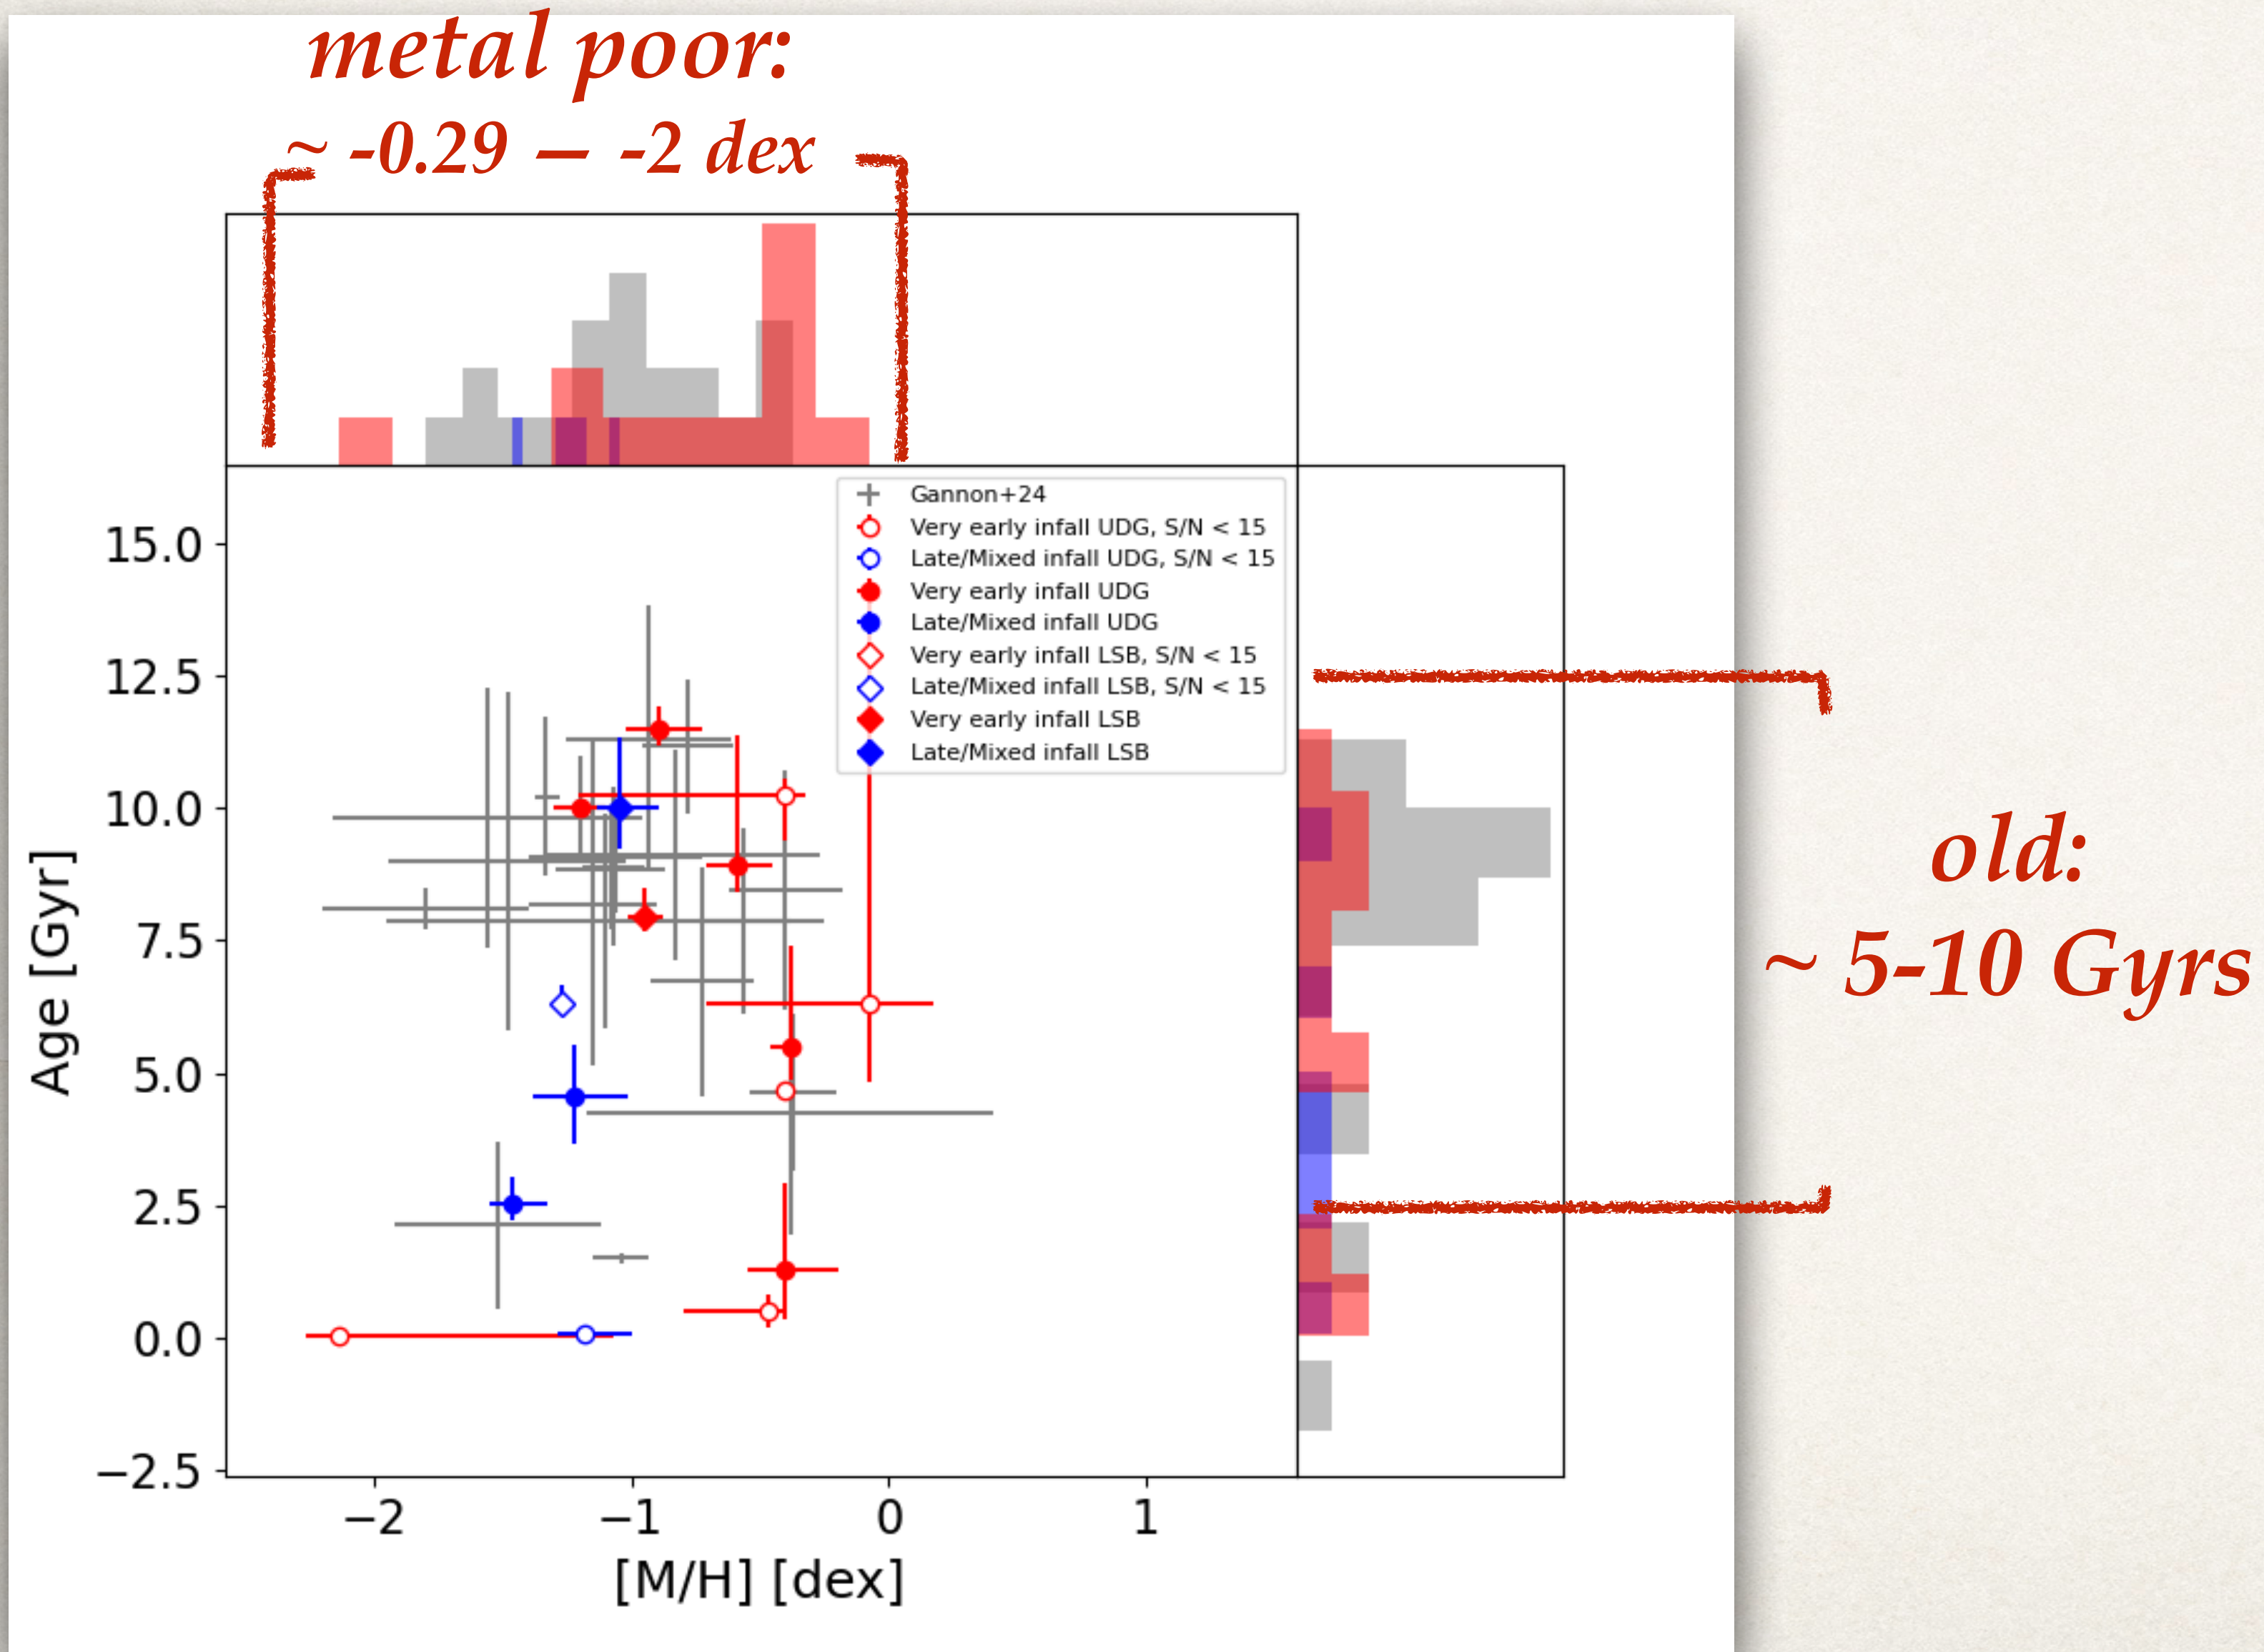 metal poor:
~ -0.29 — -2 dex
Gannon+24
Very early infall UDG, S/N < 15
Late/Mixed infall UDG, S/N < 15
Very early infall UDG
Late/Mixed infall UDG
Very early infall LSB, S/N < 15
Late/Mixed infall LSB, S/N < 15
Very early infall LSB
Late/Mixed infall LSB
15.0
12.5
10.0
7.5
5.0
2.5
0.0
−2.5
Age [Gyr]
−2 −1 0 1
[M/H] [dex]
old:
~ 5-10 Gyrs